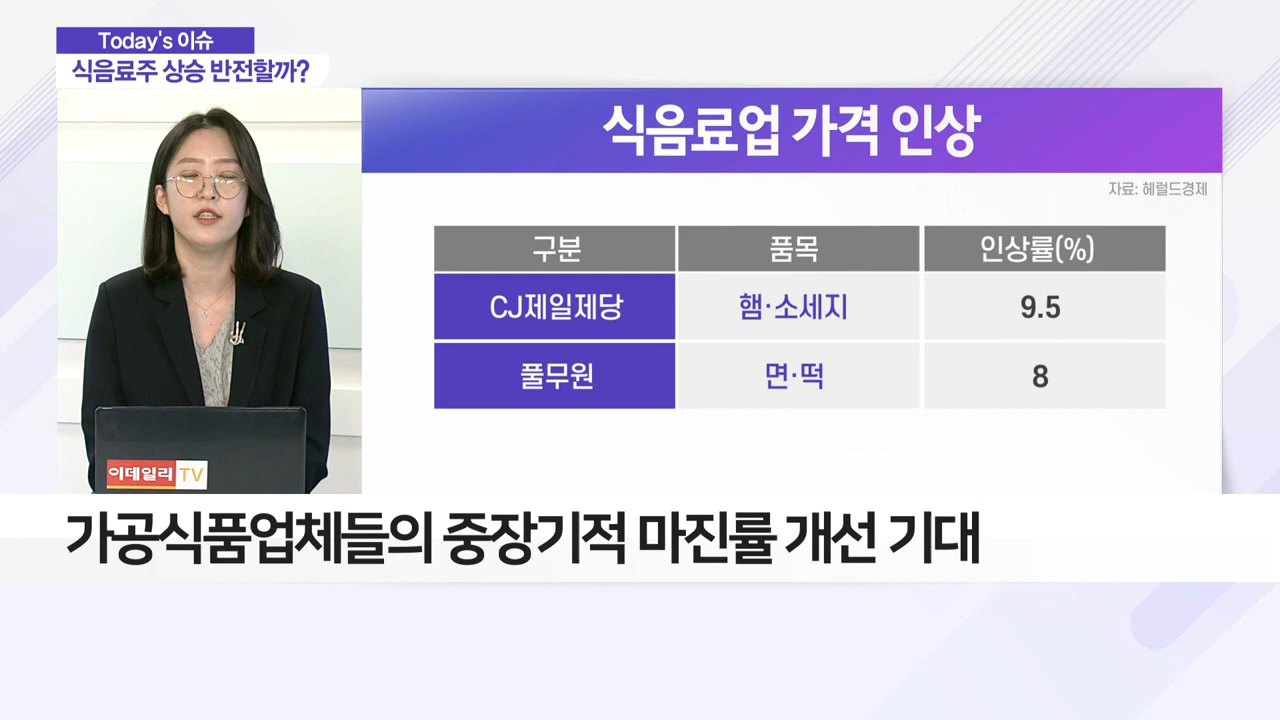 Today's 이슈
식음료주 상승 반전할까?
식음료업 가격 인상
자료: 헤럴드경제
구분 품목 인상률(%)
CJ제일제당 햄·소세지 9.5
풀무원 면·떡 8
이데일리 TV
가공식품업체들의 중장기적 마진률 개선 기대